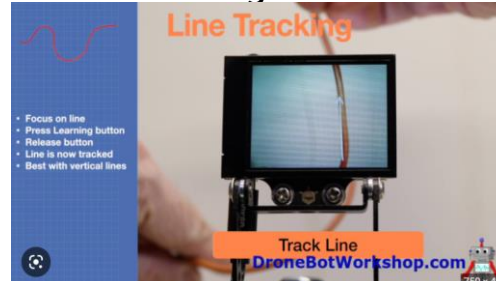 Line Tracking
• Focus on line
• Press Learning button
• Release button
• Line is now tracked
• Best with vertical lines
Track Line
DroneBotWorkshop.com